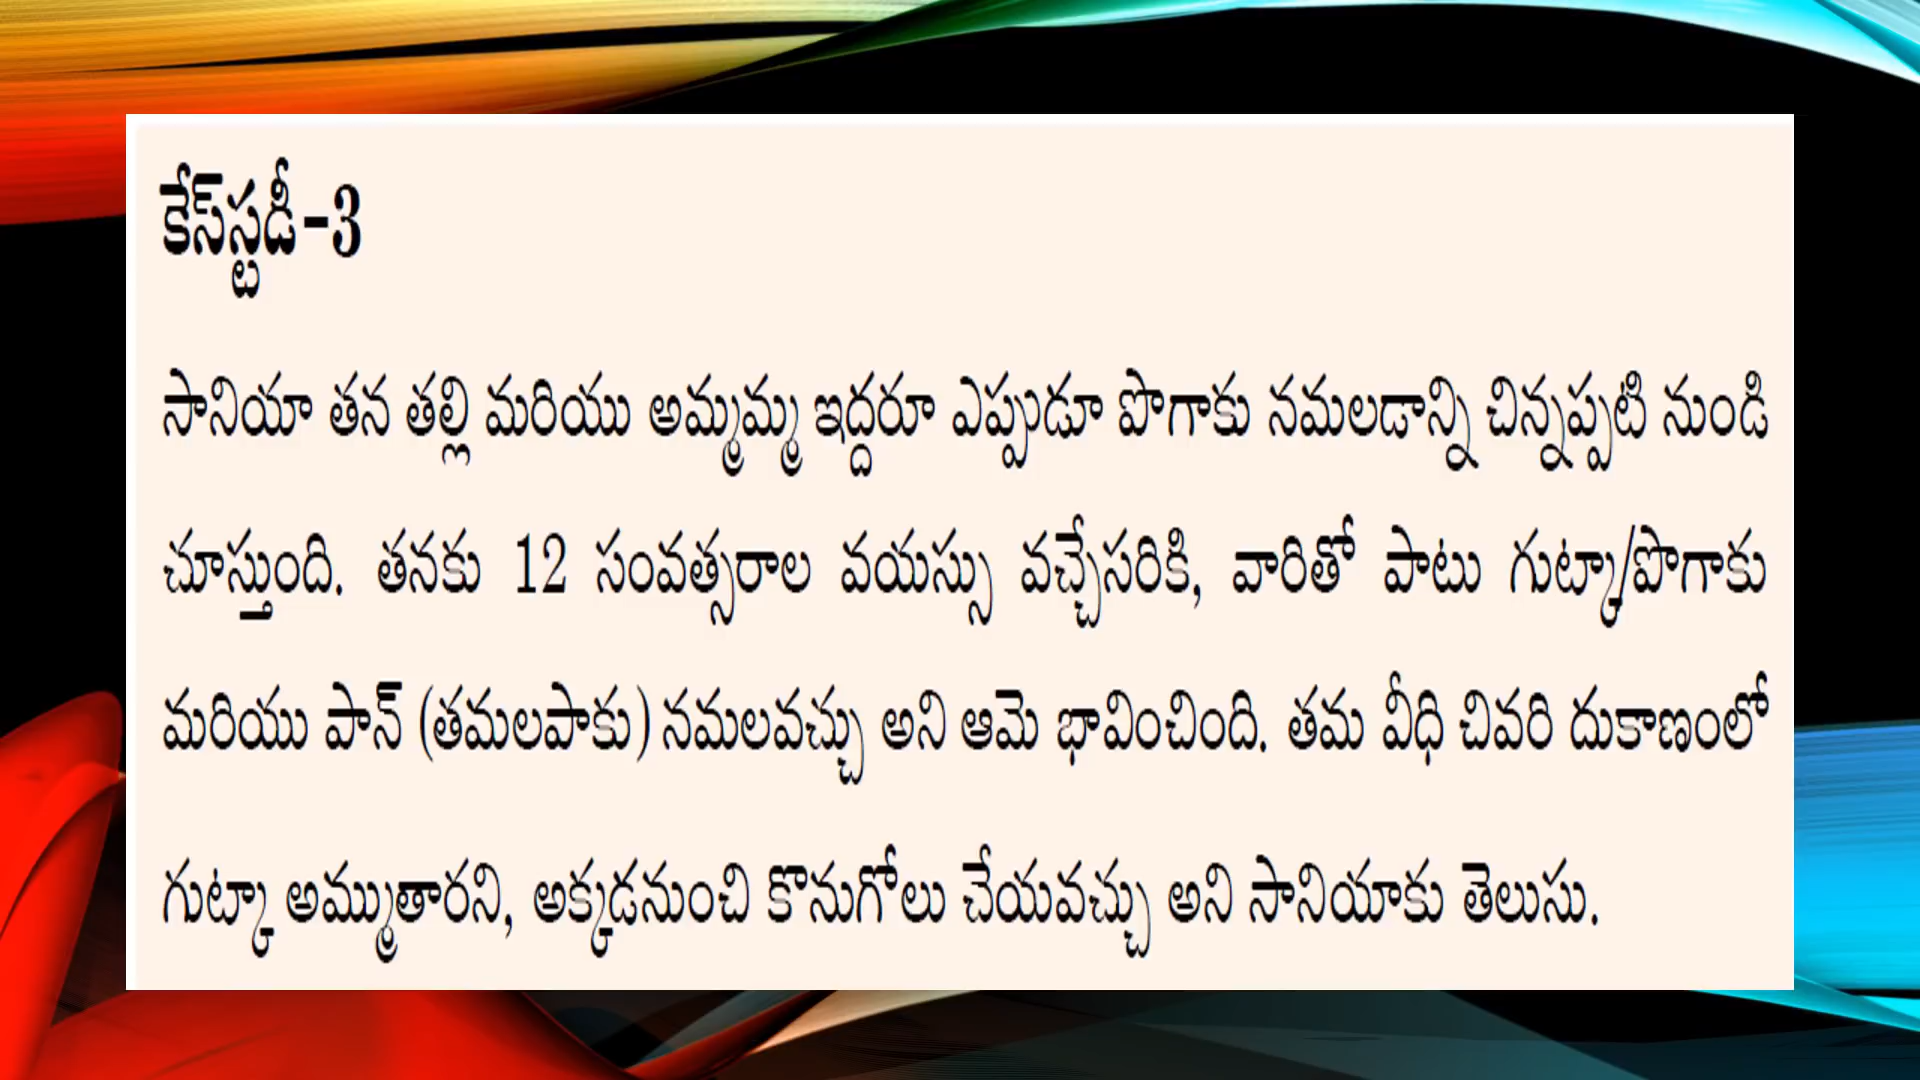 కేస్‌స్టడీ-3
సానియా తన తల్లి మరియు అమ్మమ్మ ఇద్దరూ ఎప్పుడూ పొగాకు నమలడాన్ని చిన్నప్పటి నుండి
చూస్తుంది. తనకు 12 సంవత్సరాల వయస్సు వచ్చేసరికి, వారితో పాటు గుట్కా/పొగాకు
మరియు పాన్ (తమలపాకు) నమలవచ్చు అని ఆమె భావించింది. తమ వీధి చివరి దుకాణంలో
గుట్కా అమ్ముతారని, అక్కడనుంచి కొనుగోలు చేయవచ్చు అని సానియాకు తెలుసు.